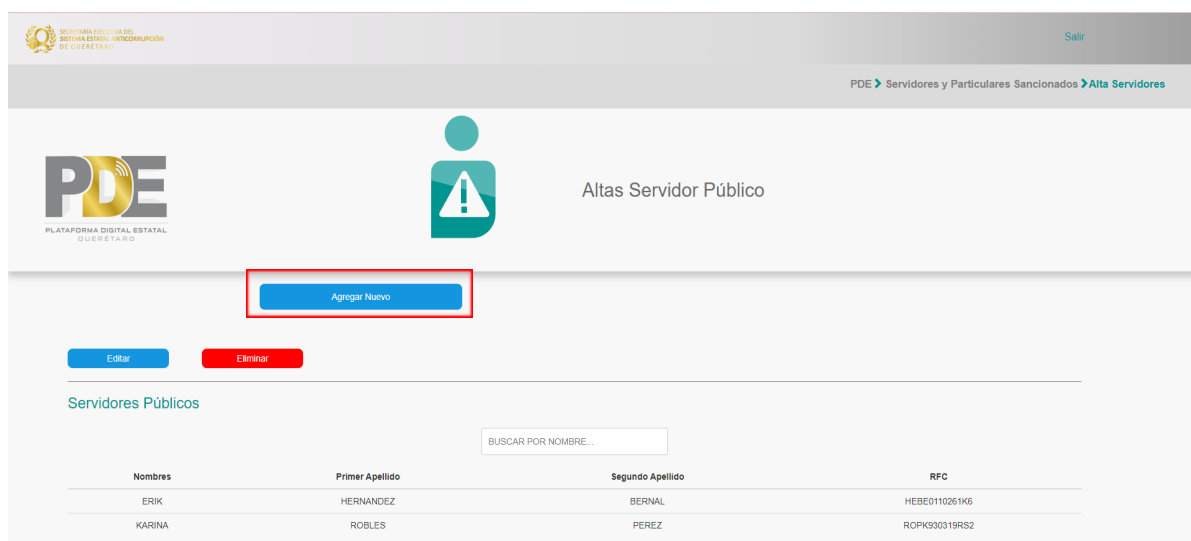 SECRETARÍA EJECUTIVA DEL
SISTEMA ESTATAL ANTICORRUPCIÓN
DE QUERÉTARO
Salir
PDE > Servidores y Particulares Sancionados > Alta Servidores
PDE
PLATAFORMA DIGITAL ESTATAL
QUERÉTARO
Altas Servidor Público
Agregar Nuevo
Editar Eliminar
Servidores Públicos
BUSCAR POR NOMBRE...
Nombres Primer Apellido Segundo Apellido RFC
ERIK HERNANDEZ BERNAL HEBE0110261K6
KARINA ROBLES PEREZ ROPK930319RS2